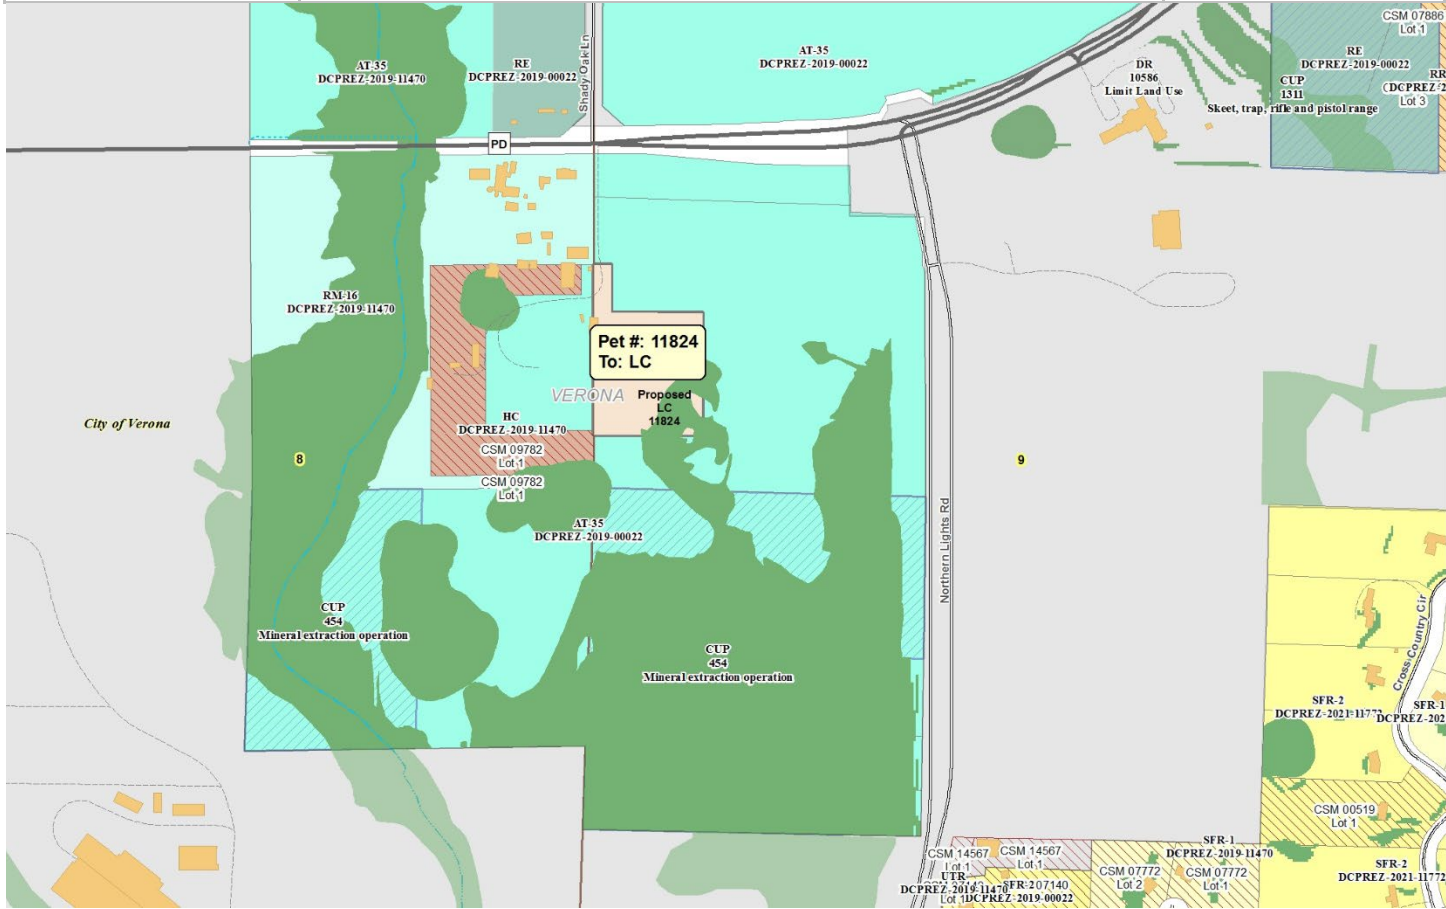 AT-35
DCPREZ-2019-11470
RE
DCPREZ-2019-00022
Shady Oak Ln
AT-35
DCPREZ-2019-00022
DR
10586
Limit Land Use
CSM 07886
Lot 1
RE
DCPREZ-2019-00022
CUP
1311
Skeet, trap, rifle and pistol range
Lot 3
PD
RM-16
DCPREZ-2019-11470
Pet #: 11824
To: LC
VERONA
Proposed
LC
11824
City of Verona
HC
DCPREZ-2019-11470
CSM 09782
Lot 1
CSM 09782
Lot 1
8
9
AT-35
DCPREZ-2019-00022
Northern Lights Rd
CUP
454
Mineral extraction operation
CUP
454
Mineral extraction operation
Cross Country Cir
SFR-2
DCPREZ-2021-11772
SFR-1
CSM 00519
Lot 1
SFR-1
DCPREZ-2019-11470
CSM 14567
Lot 1
CSM 14567
Lot 1
CSM 07772
Lot 2
CSM 07772
Lot 1
SFR-2
DCPREZ-2021-11772
UTR
DCPREZ-2019-11470
SFR-2
07140
DCPREZ-2019-00022